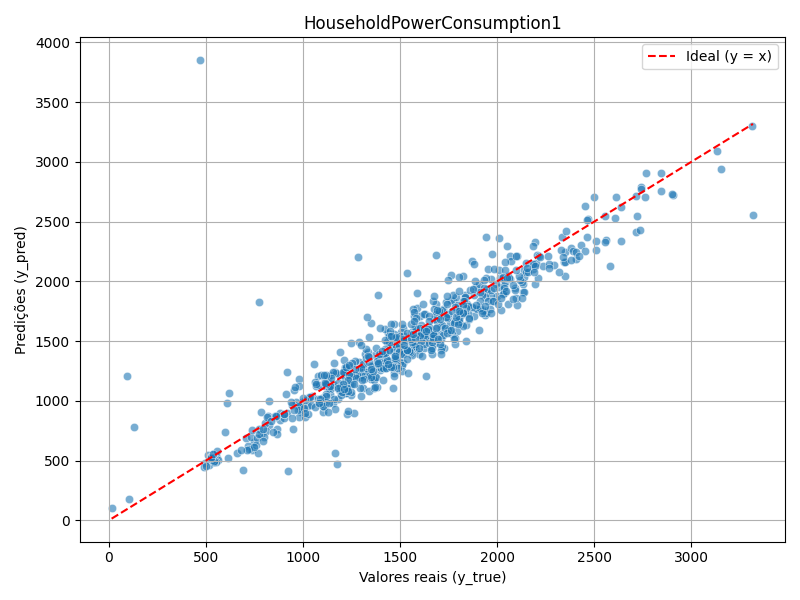 HouseholdPowerConsumption1
Ideal (y = x)
Predições (y_pred)
4000
3500
3000
2500
2000
1500
1000
500
0
0 500 1000 1500 2000 2500 3000
Valores reais (y_true)